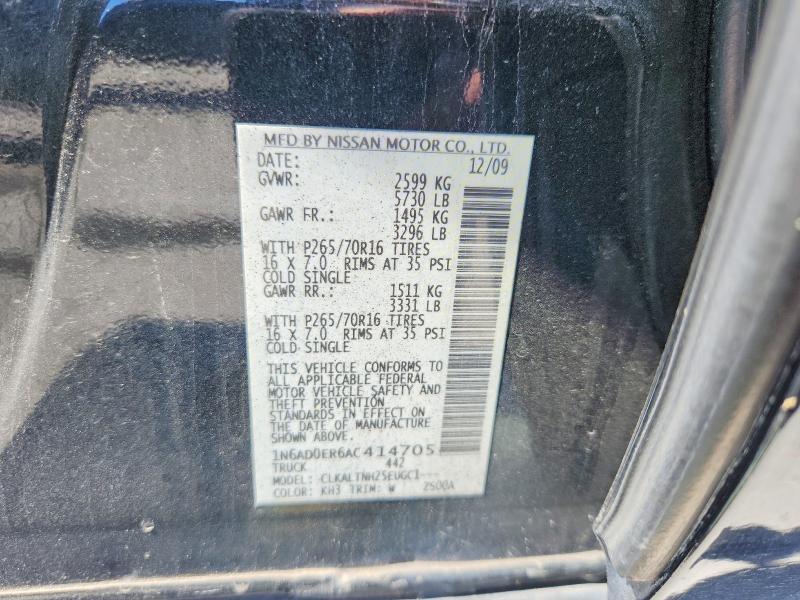 MFD BY NISSAN MOTOR CO., LTD.
DATE: 12/09
GVWR: 2599 KG
5730 LB
GAWR FR.: 1495 KG
3296 LB
WITH P265/70R16 TIRES
16 X 7.0 RIMS AT 35 PSI
COLD SINGLE
GAWR RR.: 1511 KG
3331 LB
WITH P265/70R16 TIRES
16 X 7.0 RIMS AT 35 PSI
COLD SINGLE
THIS VEHICLE CONFORMS TO
ALL APPLICABLE FEDERAL
MOTOR VEHICLE SAFETY AND
THEFT PREVENTION
STANDARDS IN EFFECT ON
THE DATE OF MANUFACTURE
SHOWN ABOVE.
1N6AD0ER6AC414705
TRUCK 442
MODEL: CLKALTNHZSEUGCI---
COLOR: KH3 TRIM: W 2S00A